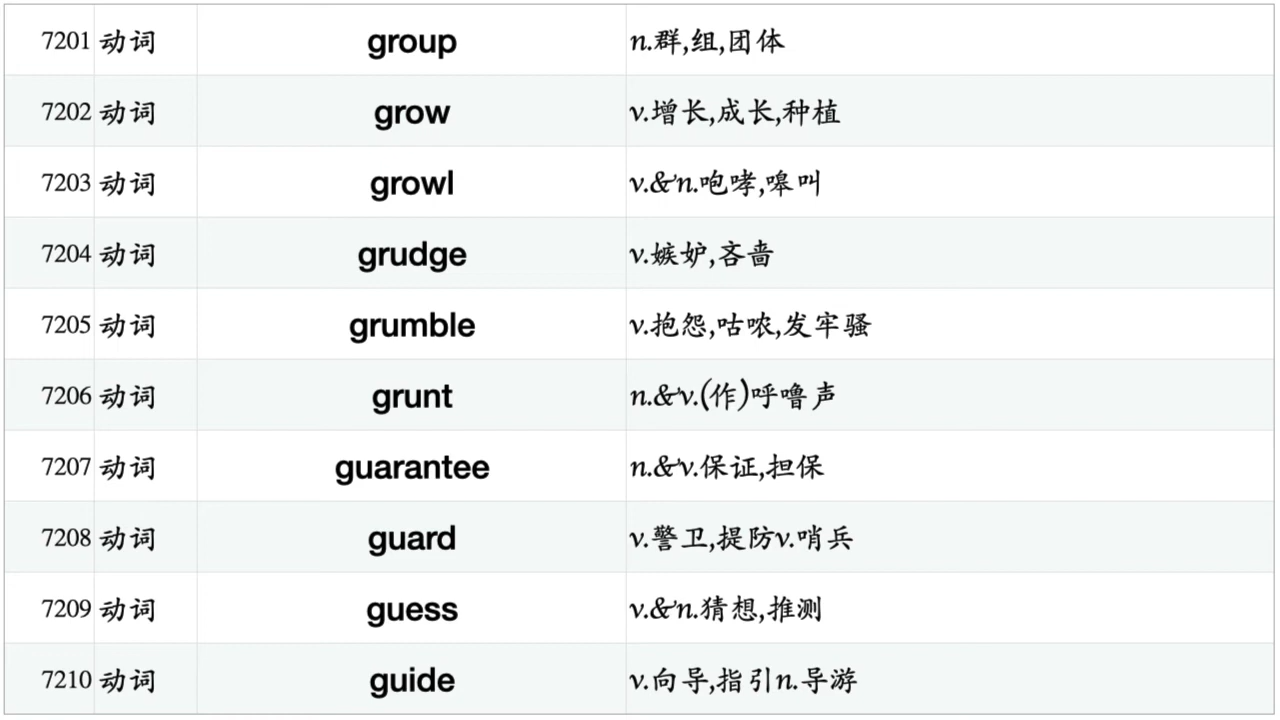 7201 动词 group n.群,组,团体
7202 动词 grow v.增长,成长,种植
7203 动词 growl v.&n.咆哮,嗥叫
7204 动词 grudge v.嫉妒,吝啬
7205 动词 grumble v.抱怨,咕哝,发牢骚
7206 动词 grunt n.&v.(作)呼噜声
7207 动词 guarantee n.&v.保证,担保
7208 动词 guard v.警卫,提防v.哨兵
7209 动词 guess v.&n.猜想,推测
7210 动词 guide v.向导,指引n.导游